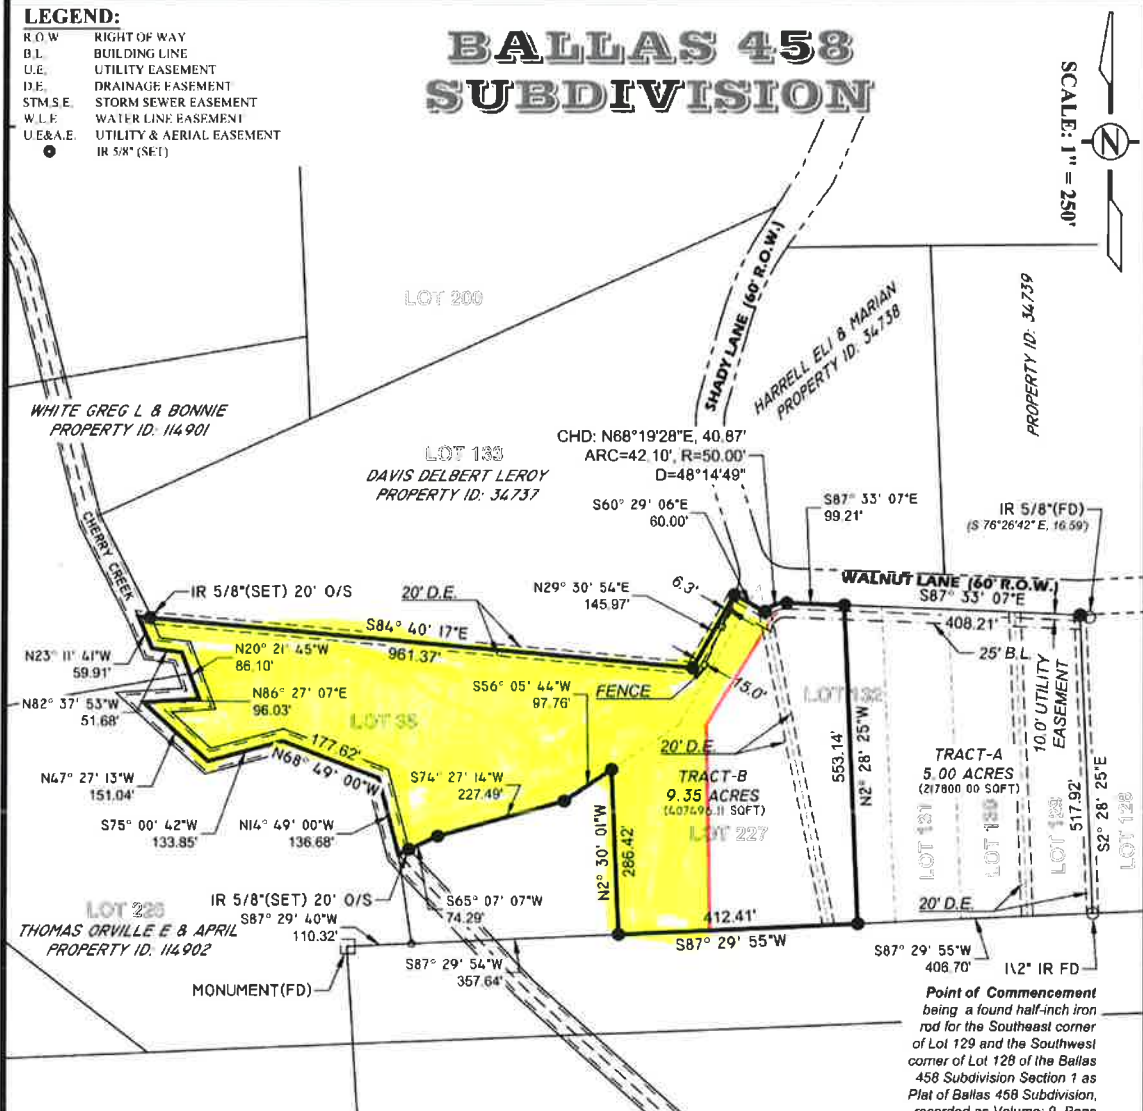 LEGEND:
R.O.W RIGHT OF WAY
B.L. BUILDING LINE
U.E. UTILITY EASEMENT
D.E. DRAINAGE EASEMENT
STM.S.E. STORM SEWER EASEMENT
W.L.E WATER LINE EASEMENT
U.E&A.E. UTILITY & AERIAL EASEMENT
IR 5/8" (SET)
BALLAS 458
SUBDIVISION
SCALE: 1" = 250'
N
LOT 200
SHADY LANE (60' R.O.W.)
HARRELL ELI & MARIAN
PROPERTY ID: 34738
PROPERTY ID: 34739
WHITE GREG L & BONNIE
PROPERTY ID: 114901
LOT 133
DAVIS DELBERT LEROY
PROPERTY ID: 34737
CHD: N68°19'28"E, 40.87'
ARC=42.10', R=50.00'
D=48°14'49"
S60° 29' 06"E
60.00'
S87° 33' 07"E
99.21'
IR 5/8"(FD)
(S 76°26'42" E, 16.59')
CHERRY CREEK
IR 5/8"(SET) 20' O/S
20' D.E.
N29° 30' 54"E
145.97'
6.3'
WALNUT LANE (60' R.O.W.)
S87° 33' 07"E
408.21'
S84° 40' 17"E
961.37'
25' B.L.
N23° 11' 41"W
59.91'
N20° 21' 45"W
86.10'
N82° 37' 53"W
51.68'
N86° 27' 07"E
96.03'
S56° 05' 44"W
97.76'
FENCE
15.0'
LOT 132
10.0' UTILITY
EASEMENT
LOT 35
177.62'
N68° 49' 00"W
20' D.E.
553.14'
N2° 28' 25"W
TRACT-A
5.00 ACRES
(217800.00 SQFT)
517.92'
S2° 28' 25"E
N47° 27' 13"W
151.04'
S74° 27' 14"W
227.49'
TRACT-B
9.35 ACRES
(407496.11 SQFT)
LOT 227
S75° 00' 42"W
133.85'
N14° 49' 00"W
136.68'
N2° 30' 01"W
286.42'
LOT 131
LOT 130
LOT 129
LOT 128
IR 5/8"(SET) 20' O/S
S65° 07' 07"W
74.29'
20' D.E.
LOT 226
THOMAS ORVILLE E & APRIL
PROPERTY ID: 114902
S87° 29' 40"W
110.32'
412.41'
S87° 29' 55"W
S87° 29' 54"W
357.64'
S87° 29' 55"W
406.70'
1\2" IR FD
MONUMENT(FD)
Point of Commencement
being a found half-inch iron
rod for the Southeast corner
of Lot 129 and the Southwest
corner of Lot 128 of the Ballas
458 Subdivision Section 1 as
Plat of Ballas 458 Subdivision,
recorded as Volume: 9, Page